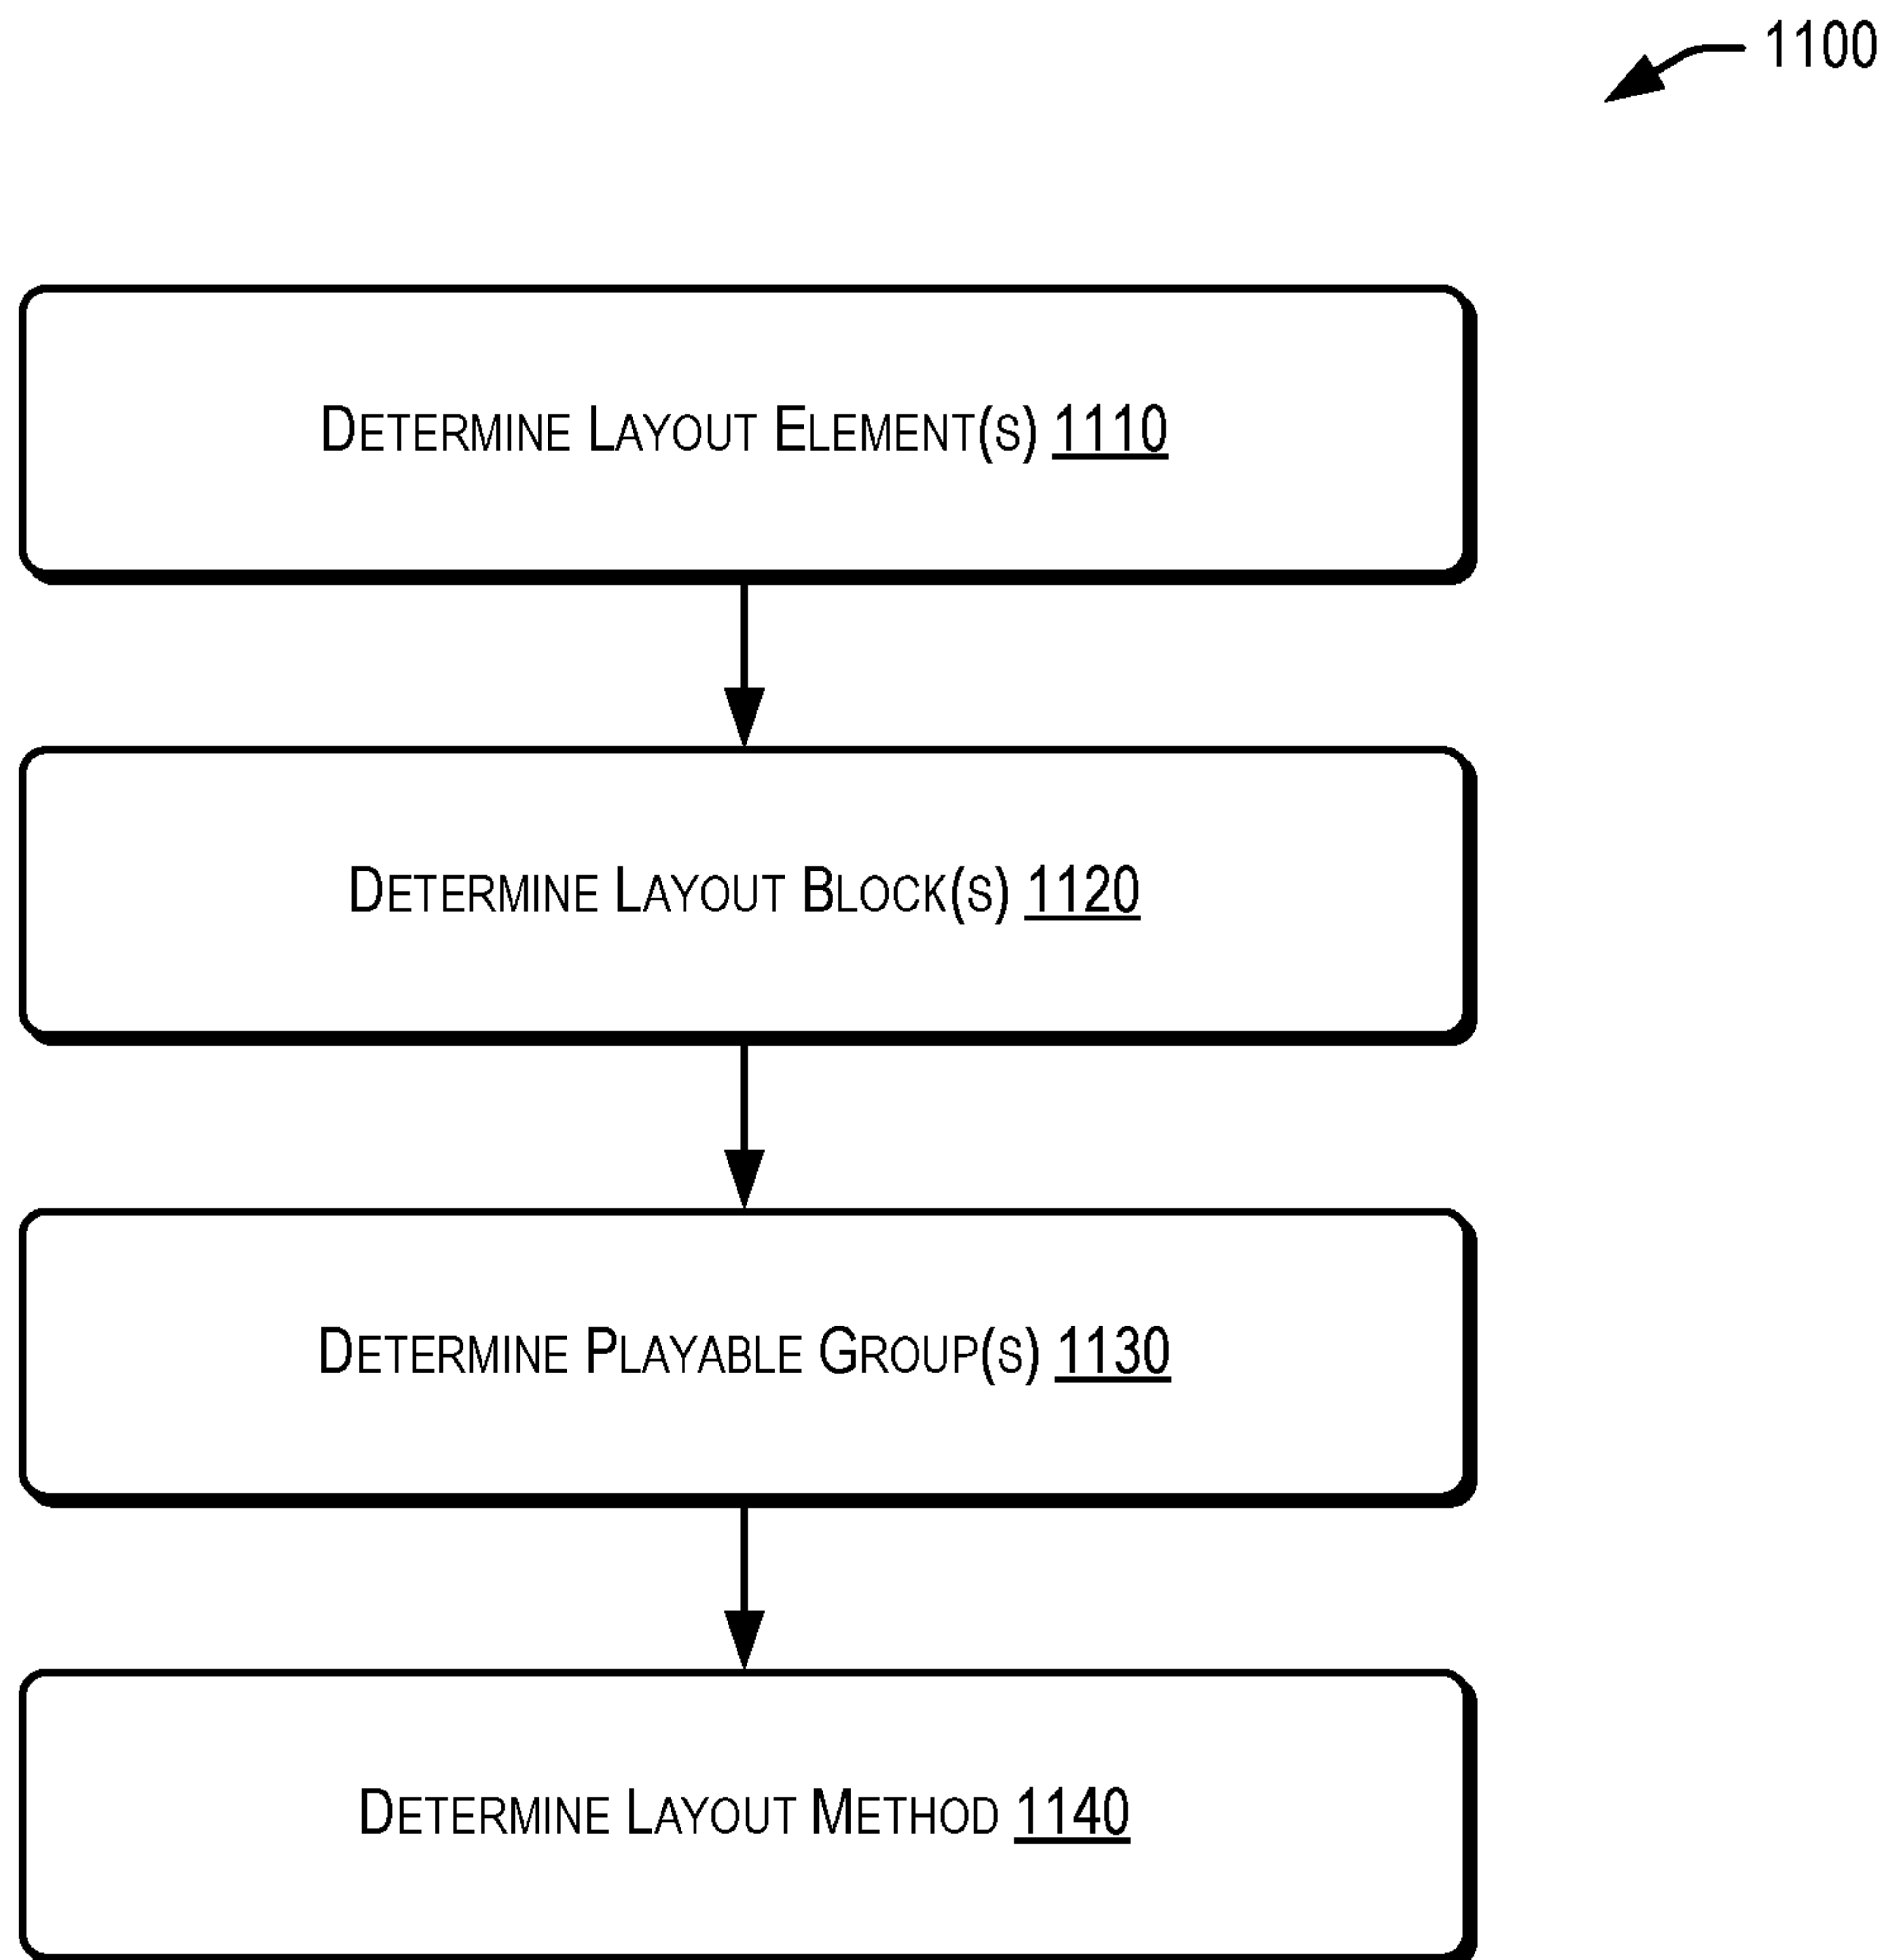 1100
DETERMINE LAYOUT ELEMENT(S) 1110
DETERMINE LAYOUT BLOCK(S) 1120
DETERMINE PLAYABLE GROUP(S) 1130
DETERMINE LAYOUT METHOD 1140